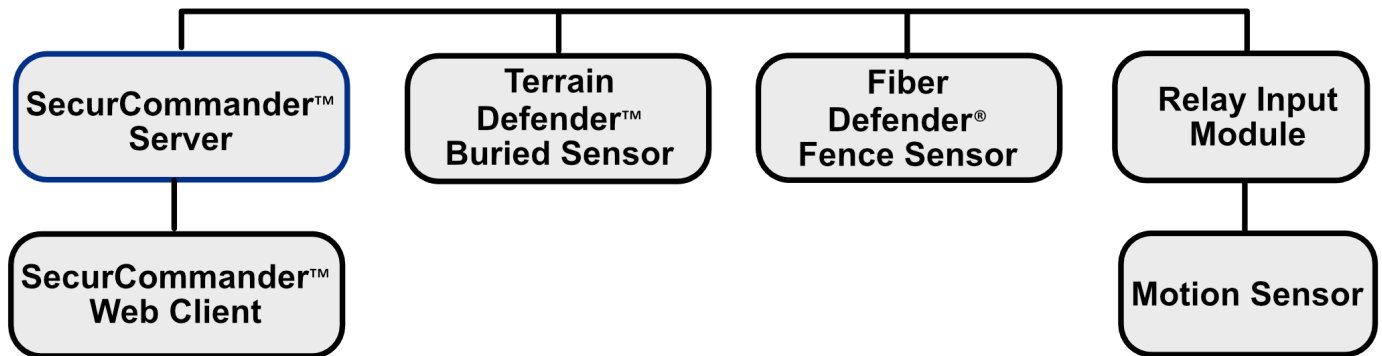 SecurCommander™
Server
Terrain
Defender™
Buried Sensor
Fiber
Defender®
Fence Sensor
Relay Input
Module
SecurCommander™
Web Client
Motion Sensor